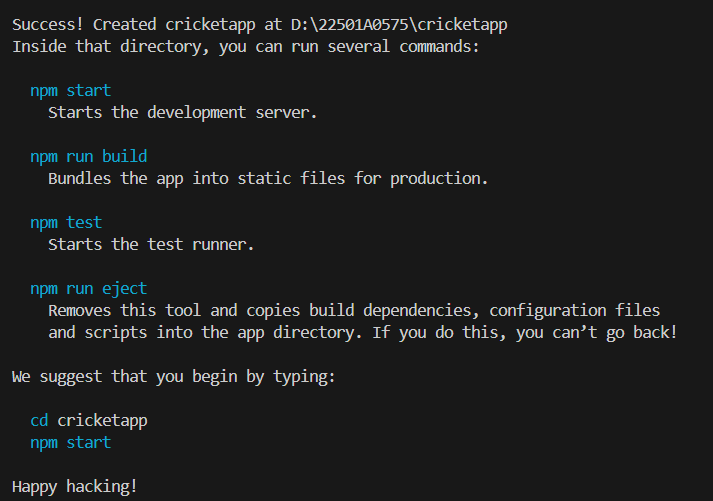 Success! Created cricketapp at D:\22501A0575\cricketapp
Inside that directory, you can run several commands:
npm start
Starts the development server.
npm run build
Bundles the app into static files for production.
npm test
Starts the test runner.
npm run eject
Removes this tool and copies build dependencies, configuration files
and scripts into the app directory. If you do this, you can’t go back!
We suggest that you begin by typing:
cd cricketapp
npm start
Happy hacking!